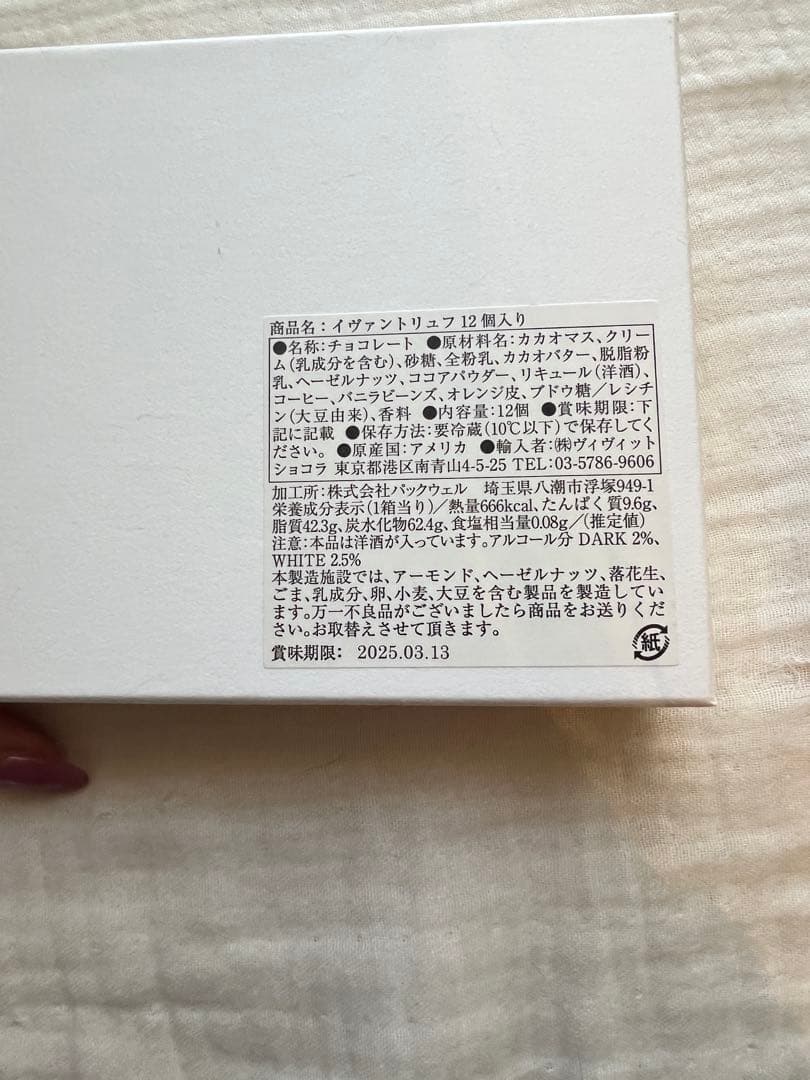 商品名：イヴァントリュフ 12 個入り
●名称：チョコレート ●原材料名：カカオマス、クリー
ム(乳成分を含む)、砂糖、全粉乳、カカオバター、脱脂粉
乳、ヘーゼルナッツ、ココアパウダー、リキュール(洋酒)、
コーヒー、バニラビーンズ、オレンジ皮、ブドウ糖／レシチ
ン(大豆由来)、香料 ●内容量：12個 ●賞味期限：下
記に記載 ●保存方法：要冷蔵(10℃以下)で保存してく
ださい。 ●原産国：アメリカ ●輸入者：㈱ヴィヴィット
ショコラ 東京都港区南青山4-5-25 TEL：03-5786-9606
加工所：株式会社パックウェル 埼玉県八潮市浮塚949-1
栄養成分表示(1箱当り)／熱量666kcal、たんぱく質9.6g、
脂質42.3g、炭水化物62.4g、食塩相当量0.08g／(推定値)
注意：本品は洋酒が入っています。アルコール分 DARK 2%、
WHITE 2.5%
本製造施設では、アーモンド、ヘーゼルナッツ、落花生、
ごま、乳成分、卵、小麦、大豆を含む製品を製造してい
ます。万一不良品がございましたら商品をお送りくだ
さい。お取替えさせて頂きます。
賞味期限： 2025.03.13
紙